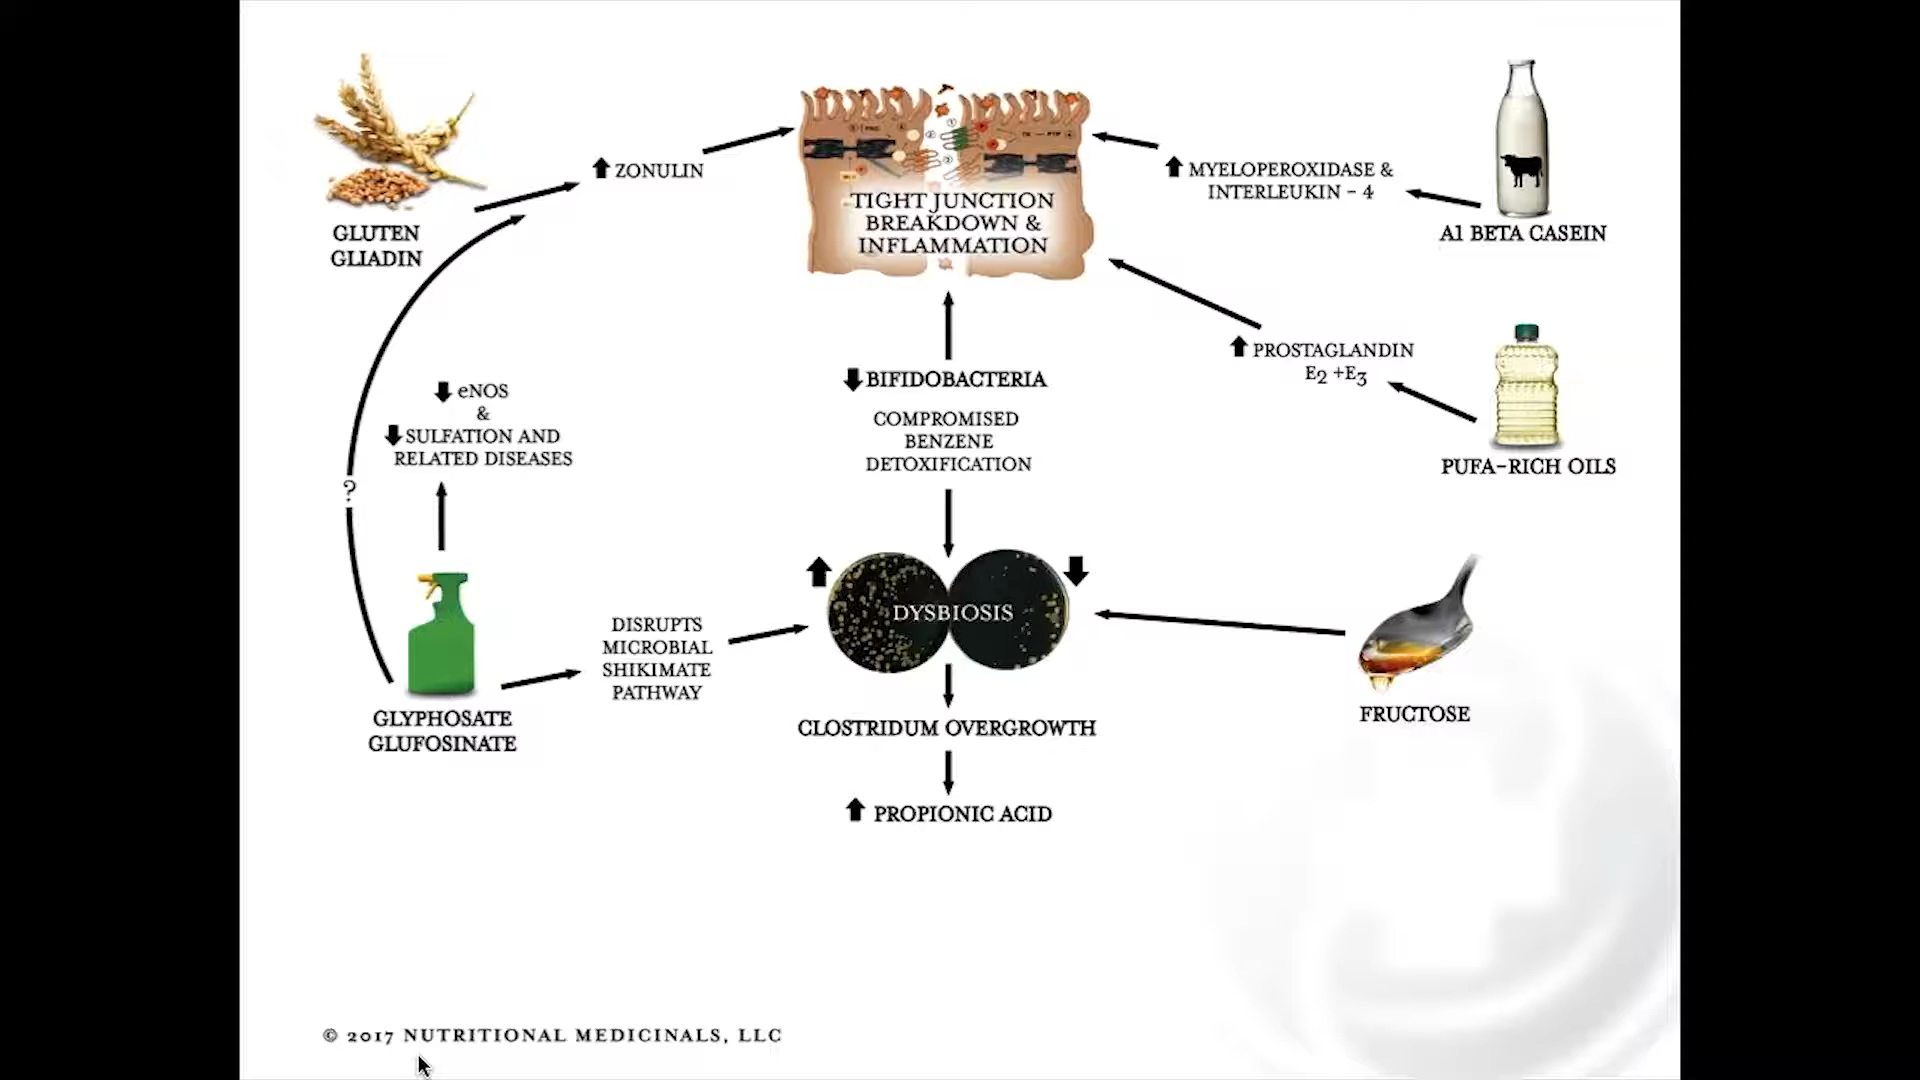 GLUTEN
GLIADIN
ZONULIN
TIGHT JUNCTION
BREAKDOWN &
INFLAMMATION
MYELOPEROXIDASE &
INTERLEUKIN - 4
A1 BETA CASEIN
PROSTAGLANDIN
E2 +E3
PUFA-RICH OILS
eNOS
&
SULFATION AND
RELATED DISEASES
?
BIFIDOBACTERIA
COMPROMISED
BENZENE
DETOXIFICATION
DISRUPTS
MICROBIAL
SHIKIMATE
PATHWAY
DYSBIOSIS
GLYPHOSATE
GLUFOSINATE
FRUCTOSE
CLOSTRIDUM OVERGROWTH
PROPIONIC ACID
© 2017 NUTRITIONAL MEDICINALS, LLC